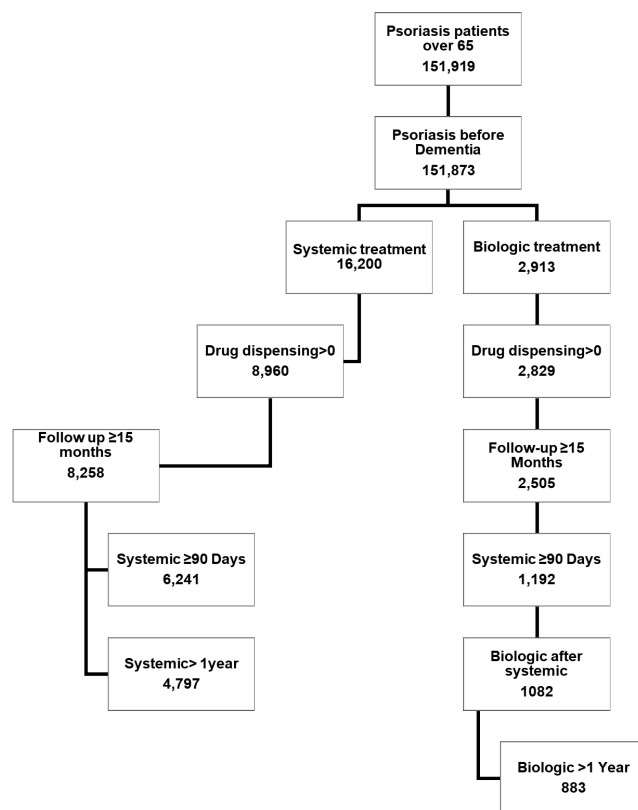 Psoriasis patients
over 65
151,919
Psoriasis before
Dementia
151,873
Systemic treatment
16,200
Biologic treatment
2,913
Drug dispensing>0
8,960
Drug dispensing>0
2,829
Follow up ≥15
months
8,258
Follow-up ≥15
Months
2,505
Systemic ≥90 Days
6,241
Systemic ≥90 Days
1,192
Systemic> 1year
4,797
Biologic after
systemic
1082
Biologic >1 Year
883